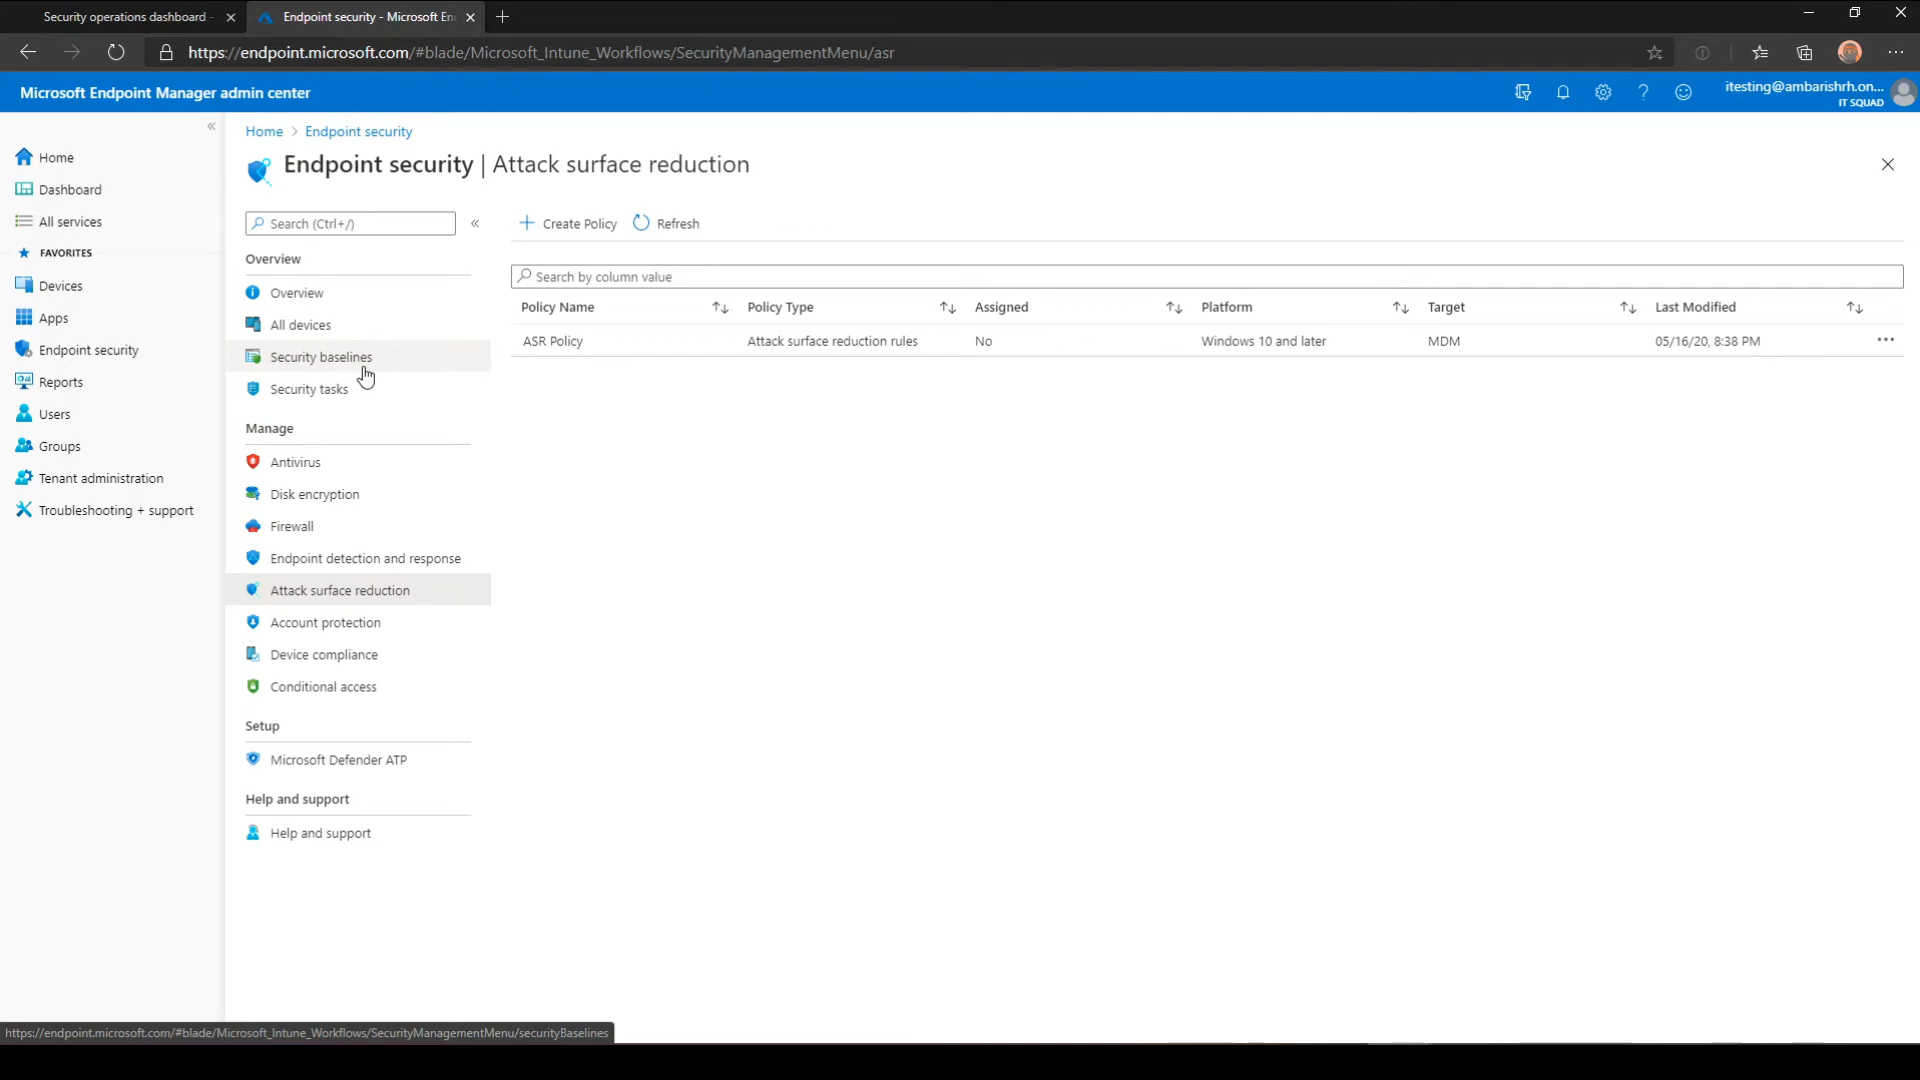 Security operations dashboard -
Endpoint security - Microsoft En
https://endpoint.microsoft.com/#blade/Microsoft_Intune_Workflows/SecurityManagementMenu/asr
Microsoft Endpoint Manager admin center
itesting@ambarishrh.on...
IT SQUAD
Home
Dashboard
All services
FAVORITES
Devices
Apps
Endpoint security
Reports
Users
Groups
Tenant administration
Troubleshooting + support
Home > Endpoint security
Endpoint security | Attack surface reduction
Search (Ctrl+/)
Overview
Overview
All devices
Security baselines
Security tasks
Manage
Antivirus
Disk encryption
Firewall
Endpoint detection and response
Attack surface reduction
Account protection
Device compliance
Conditional access
Setup
Microsoft Defender ATP
Help and support
Help and support
Create Policy Refresh
Search by column value
Policy Name Policy Type Assigned Platform Target Last Modified
ASR Policy Attack surface reduction rules No Windows 10 and later MDM 05/16/20, 8:38 PM
https://endpoint.microsoft.com/#blade/Microsoft_Intune_Workflows/SecurityManagementMenu/securityBaselines